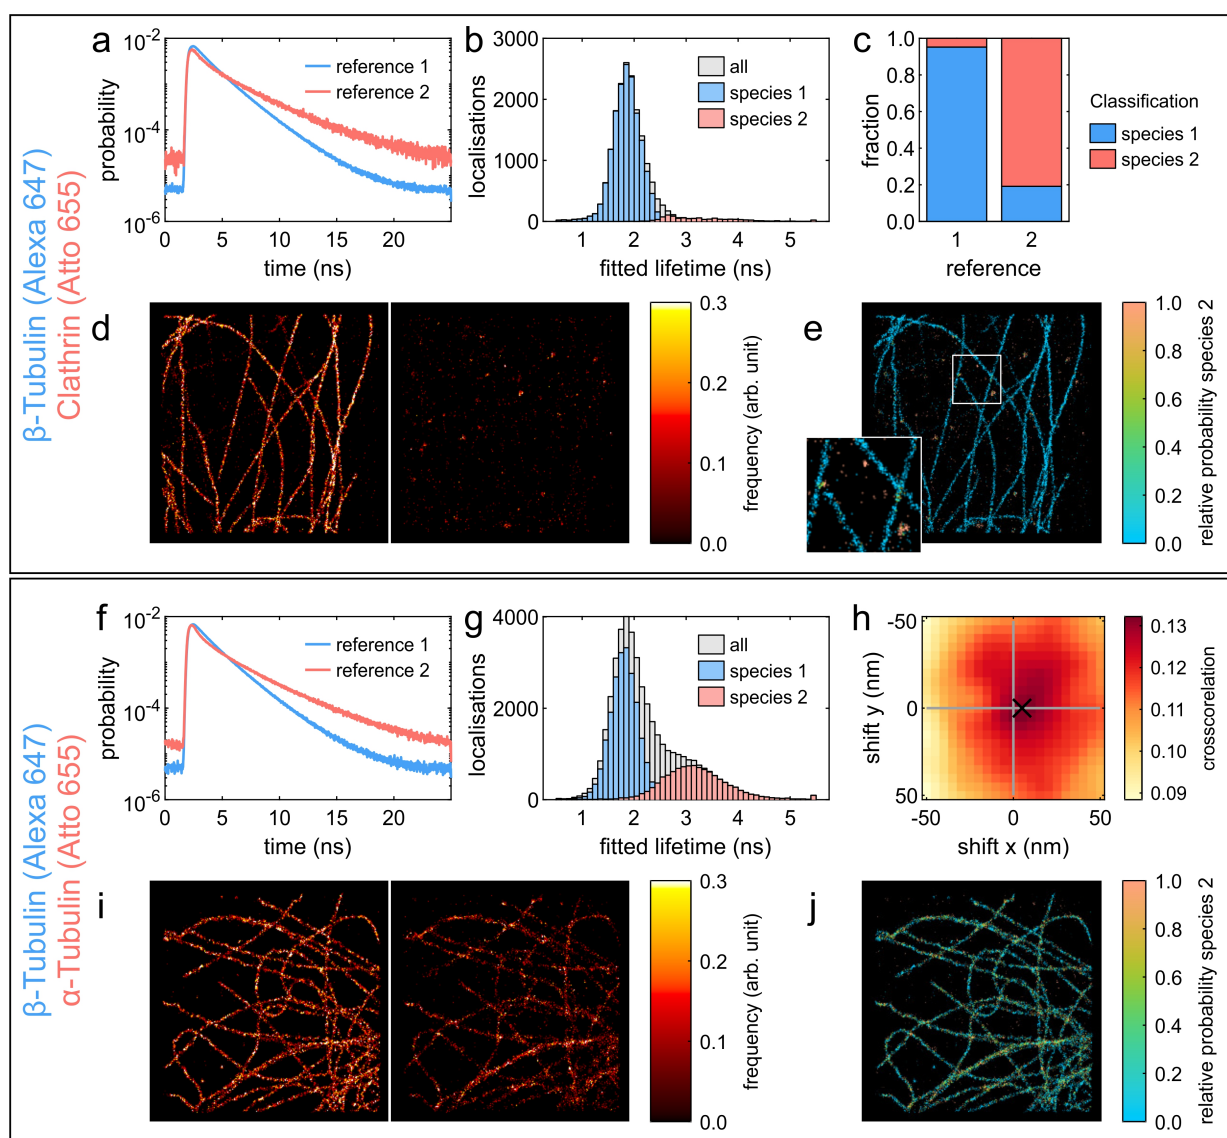 β-Tubulin (Alexa 647)
Clathrin (Atto 655)
a
10⁻²
10⁻⁴
10⁻⁶
probability
reference 1
reference 2
0 5 10 15 20
time (ns)
b
3000
2000
1000
0
localisations
all
species 1
species 2
1 2 3 4 5
fitted lifetime (ns)
c
1.0
0.8
0.6
0.4
0.2
0.0
fraction
1 2
reference
Classification
species 1
species 2
d
0.3
0.2
0.1
0.0
frequency (arb. unit)
e
1.0
0.8
0.6
0.4
0.2
0.0
relative probability species 2
β-Tubulin (Alexa 647)
α-Tubulin (Atto 655)
f
10⁻²
10⁻⁴
10⁻⁶
probability
reference 1
reference 2
0 5 10 15 20
time (ns)
g
4000
2000
0
localisations
all
species 1
species 2
1 2 3 4 5
fitted lifetime (ns)
h
-50
0
50
shift y (nm)
-50 0 50
shift x (nm)
0.13
0.12
0.11
0.10
0.09
crosscorelation
i
0.3
0.2
0.1
0.0
frequency (arb. unit)
j
1.0
0.8
0.6
0.4
0.2
0.0
relative probability species 2